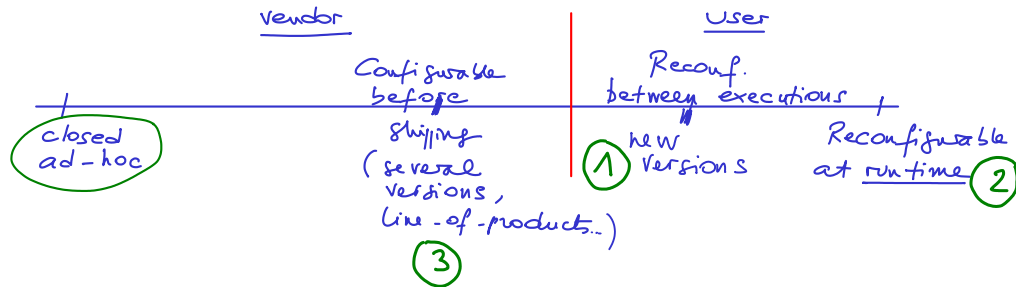 vendor
user
Configurable
before
shipping
(several
versions,
line-of-products...)
3
Reconf.
between executions
new
versions
1
closed
ad-hoc
Reconfigurable
at runtime
2